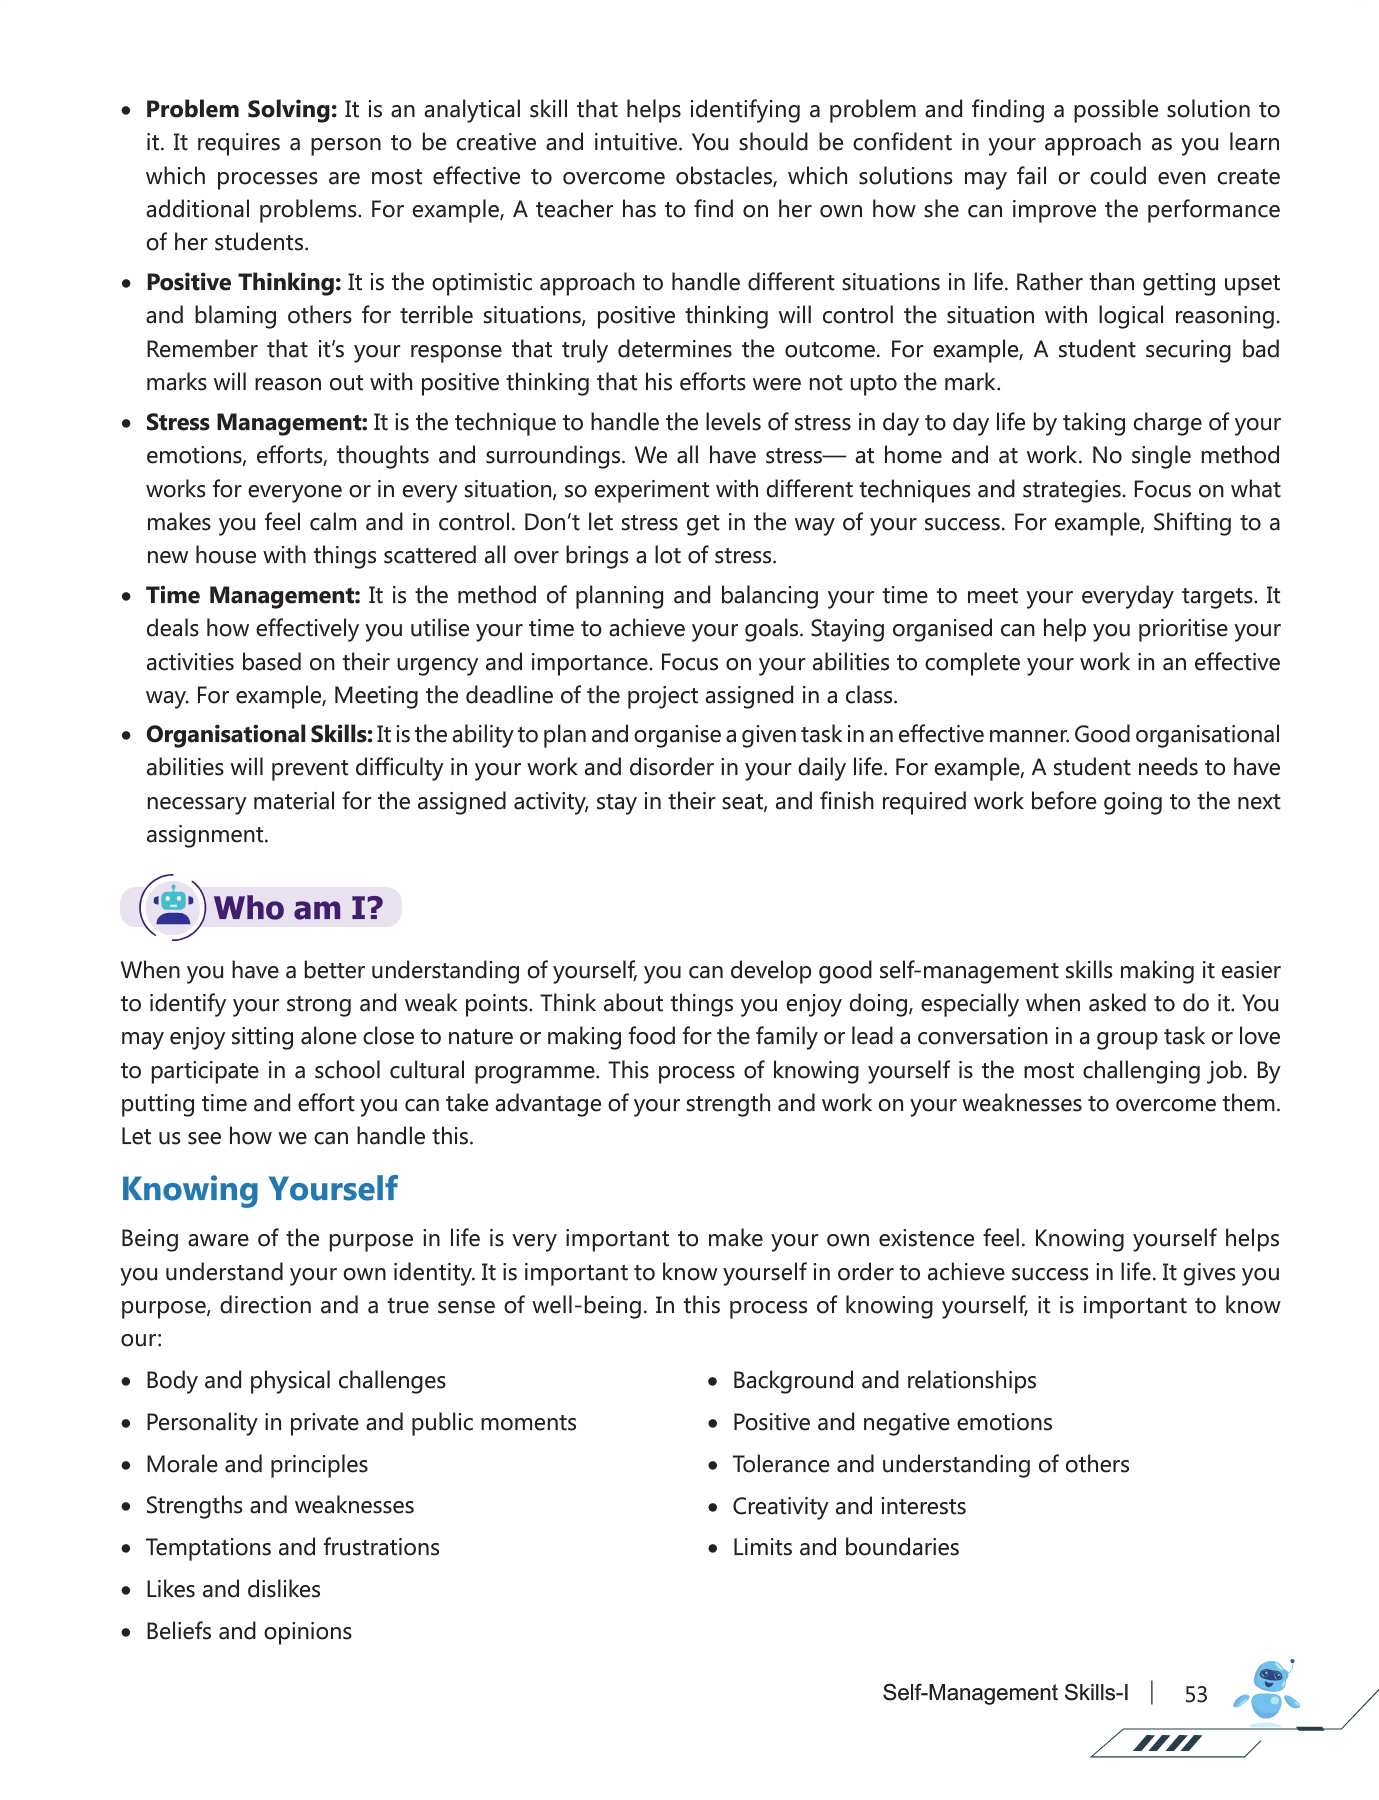 • Problem Solving: It is an analytical skill that helps identifying a problem and finding a possible solution to
it. It requires a person to be creative and intuitive. You should be confident in your approach as you learn
which processes are most effective to overcome obstacles, which solutions may fail or could even create
additional problems. For example, A teacher has to find on her own how she can improve the performance
of her students.
• Positive Thinking: It is the optimistic approach to handle different situations in life. Rather than getting upset
and blaming others for terrible situations, positive thinking will control the situation with logical reasoning.
Remember that it’s your response that truly determines the outcome. For example, A student securing bad
marks will reason out with positive thinking that his efforts were not upto the mark.
• Stress Management: It is the technique to handle the levels of stress in day to day life by taking charge of your
emotions, efforts, thoughts and surroundings. We all have stress— at home and at work. No single method
works for everyone or in every situation, so experiment with different techniques and strategies. Focus on what
makes you feel calm and in control. Don’t let stress get in the way of your success. For example, Shifting to a
new house with things scattered all over brings a lot of stress.
• Time Management: It is the method of planning and balancing your time to meet your everyday targets. It
deals how effectively you utilise your time to achieve your goals. Staying organised can help you prioritise your
activities based on their urgency and importance. Focus on your abilities to complete your work in an effective
way. For example, Meeting the deadline of the project assigned in a class.
• Organisational Skills: It is the ability to plan and organise a given task in an effective manner. Good organisational
abilities will prevent difficulty in your work and disorder in your daily life. For example, A student needs to have
necessary material for the assigned activity, stay in their seat, and finish required work before going to the next
assignment.
Who am I?
When you have a better understanding of yourself, you can develop good self-management skills making it easier
to identify your strong and weak points. Think about things you enjoy doing, especially when asked to do it. You
may enjoy sitting alone close to nature or making food for the family or lead a conversation in a group task or love
to participate in a school cultural programme. This process of knowing yourself is the most challenging job. By
putting time and effort you can take advantage of your strength and work on your weaknesses to overcome them.
Let us see how we can handle this.
Knowing Yourself
Being aware of the purpose in life is very important to make your own existence feel. Knowing yourself helps
you understand your own identity. It is important to know yourself in order to achieve success in life. It gives you
purpose, direction and a true sense of well-being. In this process of knowing yourself, it is important to know
our:
• Body and physical challenges
• Personality in private and public moments
• Morale and principles
• Strengths and weaknesses
• Temptations and frustrations
• Likes and dislikes
• Beliefs and opinions
• Background and relationships
• Positive and negative emotions
• Tolerance and understanding of others
• Creativity and interests
• Limits and boundaries
Self-Management Skills-I | 53